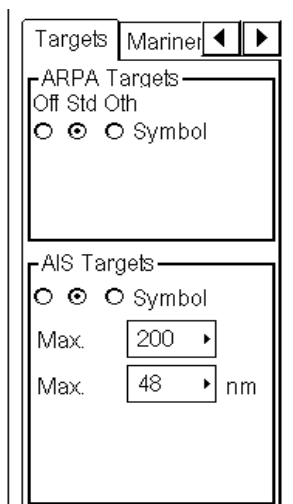 Targets Mariner
ARPA Targets
Off Std Oth
Symbol
AIS Targets
Symbol
Max. 200
Max. 48 nm